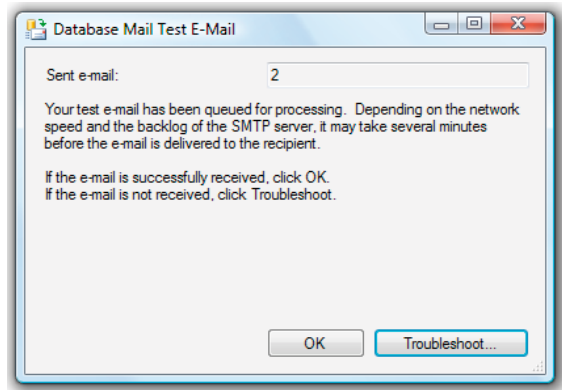 Database Mail Test E-Mail
Sent e-mail: 2
Your test e-mail has been queued for processing.  Depending on the network
speed and the backlog of the SMTP server, it may take several minutes
before the e-mail is delivered to the recipient.
If the e-mail is successfully received, click OK.
If the e-mail is not received, click Troubleshoot.
OK Troubleshoot...